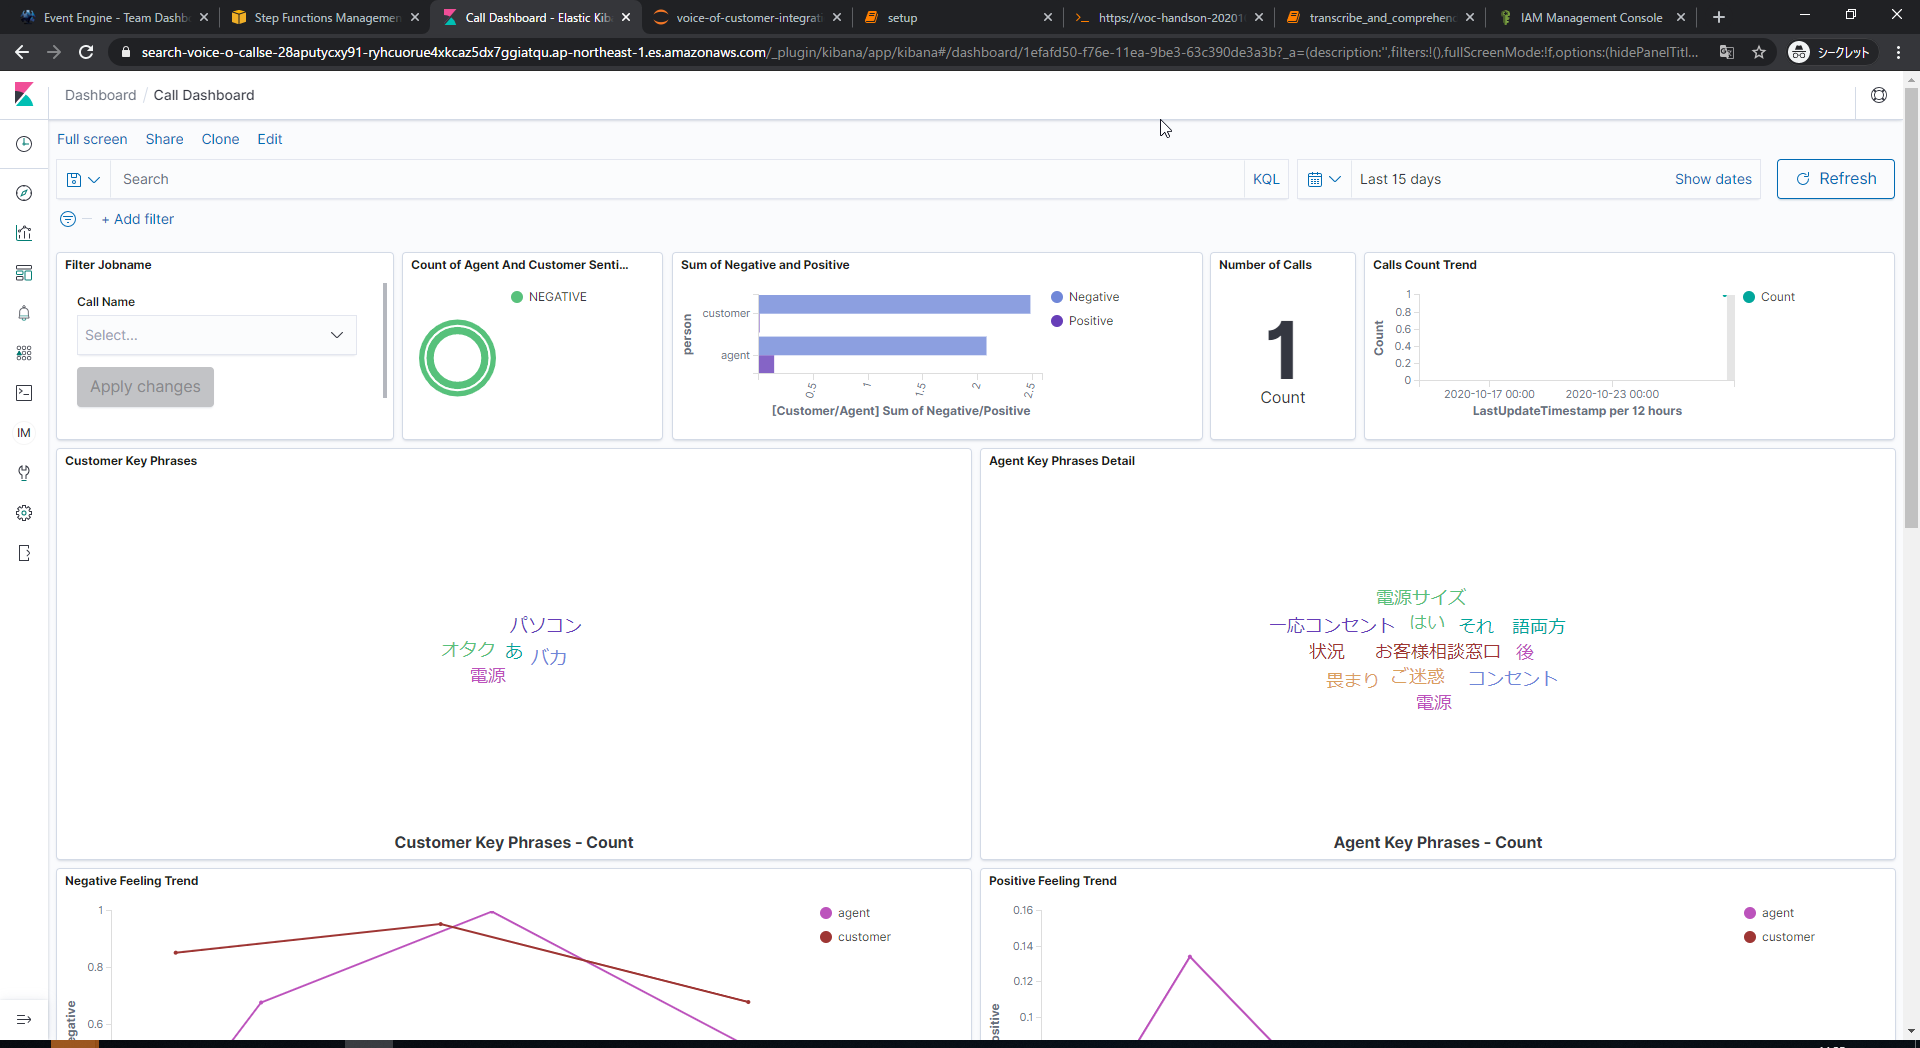 Event Engine - Team Dashb
Step Functions Managemen
Call Dashboard - Elastic Kib
voice-of-customer-integrat
setup
https://voc-handson-20201
transcribe_and_comprehen
IAM Management Console
search-voice-o-callse-28aputycxy91-ryhcuorue4xkcaz5dx7ggiatqu.ap-northeast-1.es.amazonaws.com/_plugin/kibana/app/kibana#/dashboard/1efafd50-f76e-11ea-9be3-63c390de3a3b?_a=(description:'',filters:!(),fullScreenMode:!f,options:(hidePanelTitl...
シークレット
Dashboard / Call Dashboard
Full screen Share Clone Edit
Search
KQL
Last 15 days
Show dates
Refresh
+ Add filter
IM
Filter Jobname
Call Name
Select...
Apply changes
Count of Agent And Customer Senti...
NEGATIVE
Sum of Negative and Positive
person
customer
agent
0.5 1 1.5 2 2.5
[Customer/Agent] Sum of Negative/Positive
Negative
Positive
Number of Calls
1
Count
Calls Count Trend
Count
1
0.8
0.6
0.4
0.2
0
2020-10-17 00:00 2020-10-23 00:00
LastUpdateTimestamp per 12 hours
Count
Customer Key Phrases
パソコン
オタク あ バカ
電源
Customer Key Phrases - Count
Agent Key Phrases Detail
電源サイズ
一応コンセント はい それ 語両方
状況 お客様相談窓口 後
畏まり ご迷惑 コンセント
電源
Agent Key Phrases - Count
Negative Feeling Trend
1
0.8
0.6
egative
agent
customer
Positive Feeling Trend
0.16
0.14
0.12
0.1
ositive
agent
customer